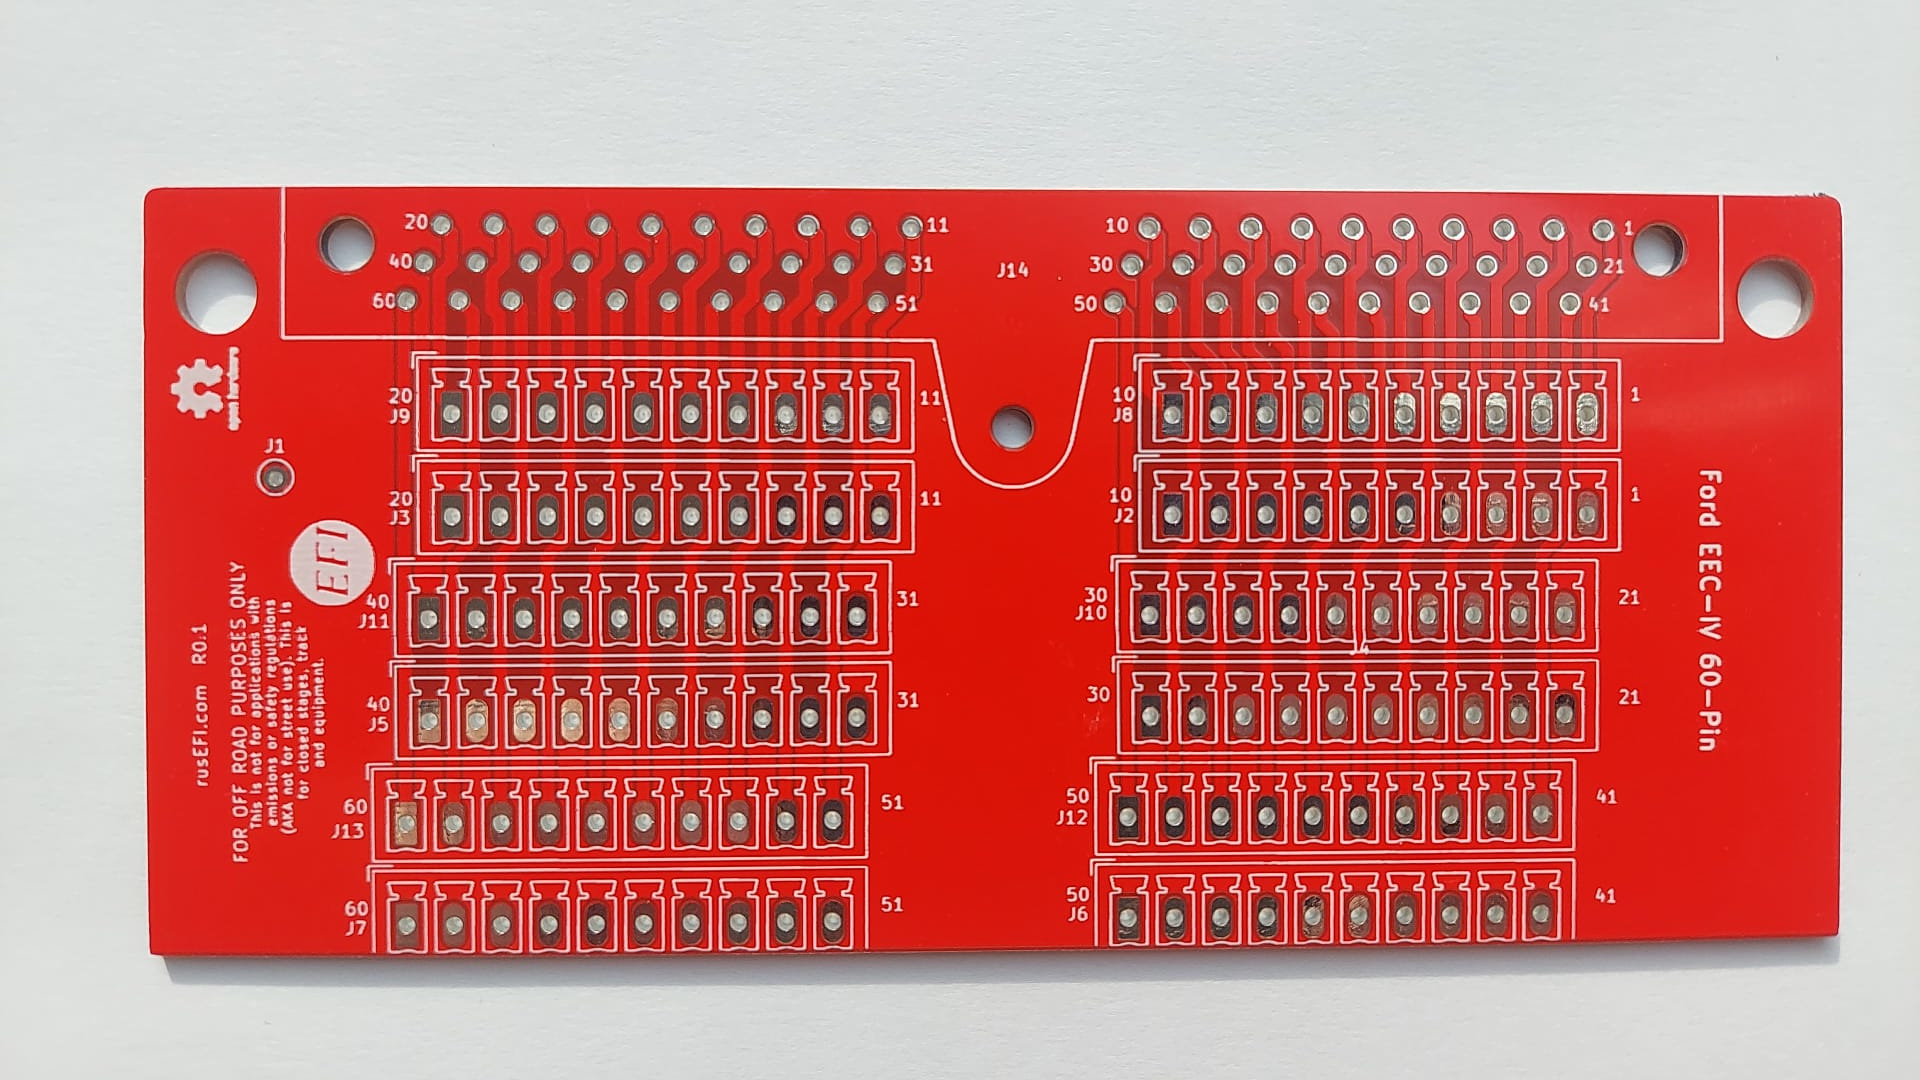 20 11 10 1
40 31 J14 30 21
60 51 50 41
open hardware
20 11 10 1
J9 J8
J1
20 11 10 1
J3 J2
EFI
40 31 30 21
J11 J10
J4
40 31 30 21
J5
60 51 50 41
J13 J12
60 51 50 41
J7 J6
rusEFI.com R0.1
FOR OFF ROAD PURPOSES ONLY
This is not for applications with
emissions or safety regulations
(AKA not for street use). This is
for closed stages, track
and equipment.
Ford EEC-IV 60-Pin